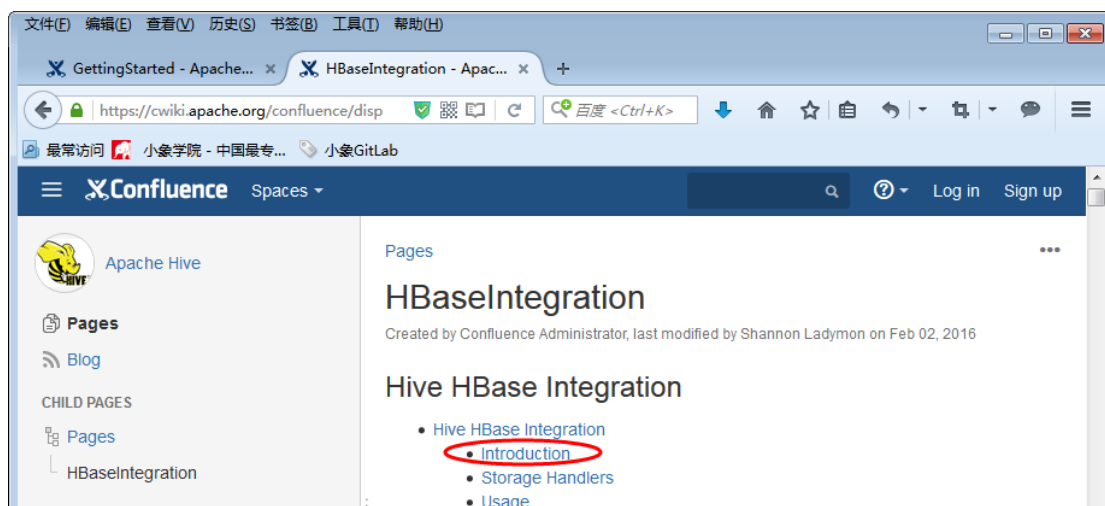 文件(F) 编辑(E) 查看(V) 历史(S) 书签(B) 工具(T) 帮助(H)
GettingStarted - Apache... × HBaseIntegration - Apac... × +
https://cwiki.apache.org/confluence/disp 百度 <Ctrl+K>
最常访问 小象学院 - 中国最专... 小象GitLab
Confluence Spaces Log in Sign up
Apache Hive
HIVE
Pages
Blog
CHILD PAGES
Pages
HBaseIntegration
Pages
HBaseIntegration
Created by Confluence Administrator, last modified by Shannon Ladymon on Feb 02, 2016
Hive HBase Integration
• Hive HBase Integration
• Introduction
• Storage Handlers
• Usage